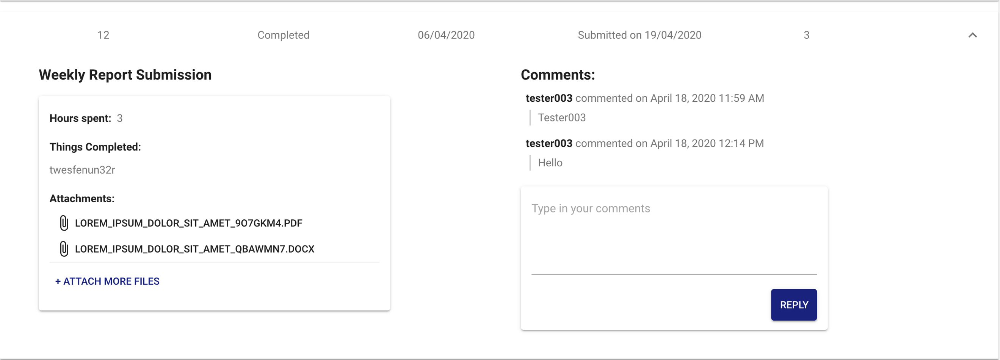 12 Completed 06/04/2020 Submitted on 19/04/2020 3
Weekly Report Submission
Hours spent: 3
Things Completed:
twesfenun32r
Attachments:
LOREM_IPSUM_DOLOR_SIT_AMET_9O7GKM4.PDF
LOREM_IPSUM_DOLOR_SIT_AMET_QBAWMN7.DOCX
+ ATTACH MORE FILES
Comments:
tester003 commented on April 18, 2020 11:59 AM
Tester003
tester003 commented on April 18, 2020 12:14 PM
Hello
Type in your comments
REPLY